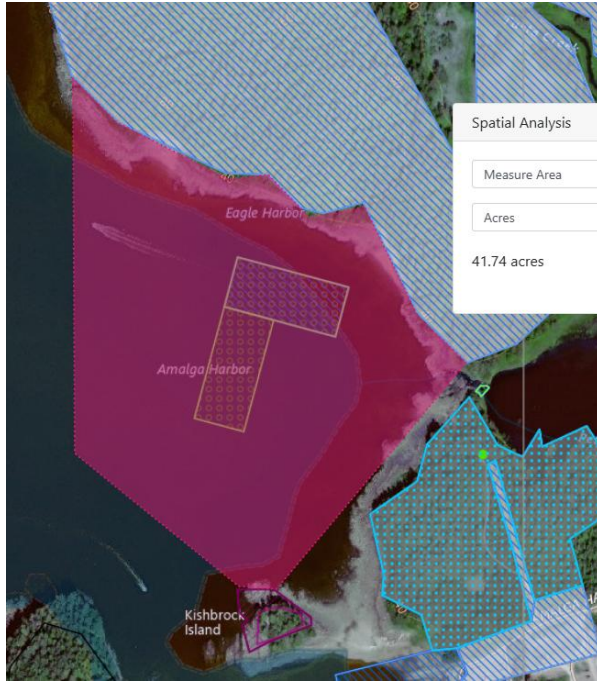 Spatial Analysis
Measure Area
Eagle Harbor
Acres
41.74 acres
Amalga Harbor
Kishbrock
Island